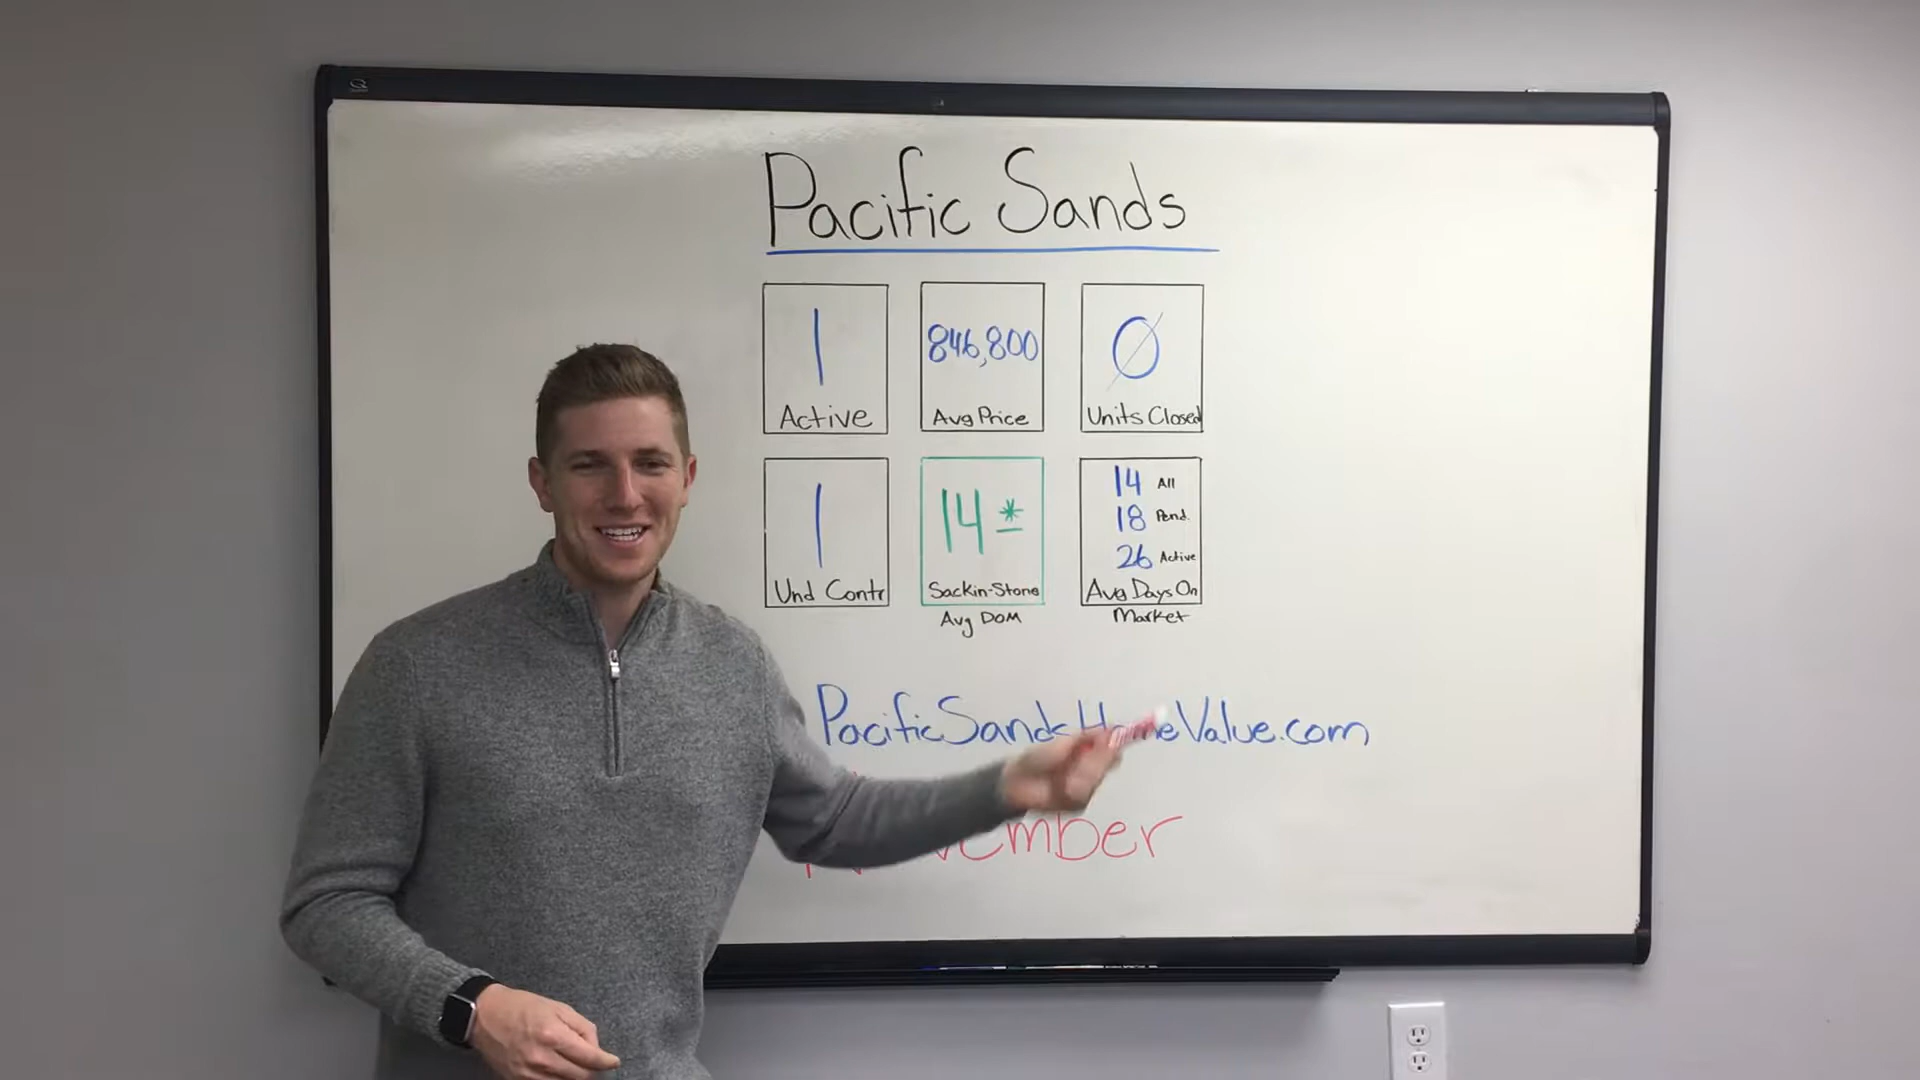 Pacific Sands
1
Active
846,800
Avg Price
0
Units Closed
1
Und Contr
14*
Sackin-Stone
Avg DOM
14 All
18 Pend.
26 Active
Avg Days On
Market
PacificSandsHomeValue.com